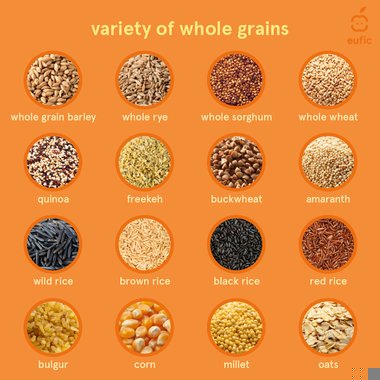 variety of whole grains
eufic
whole grain barley
whole rye
whole sorghum
whole wheat
quinoa
freekeh
buckwheat
amaranth
wild rice
brown rice
black rice
red rice
bulgur
corn
millet
oats